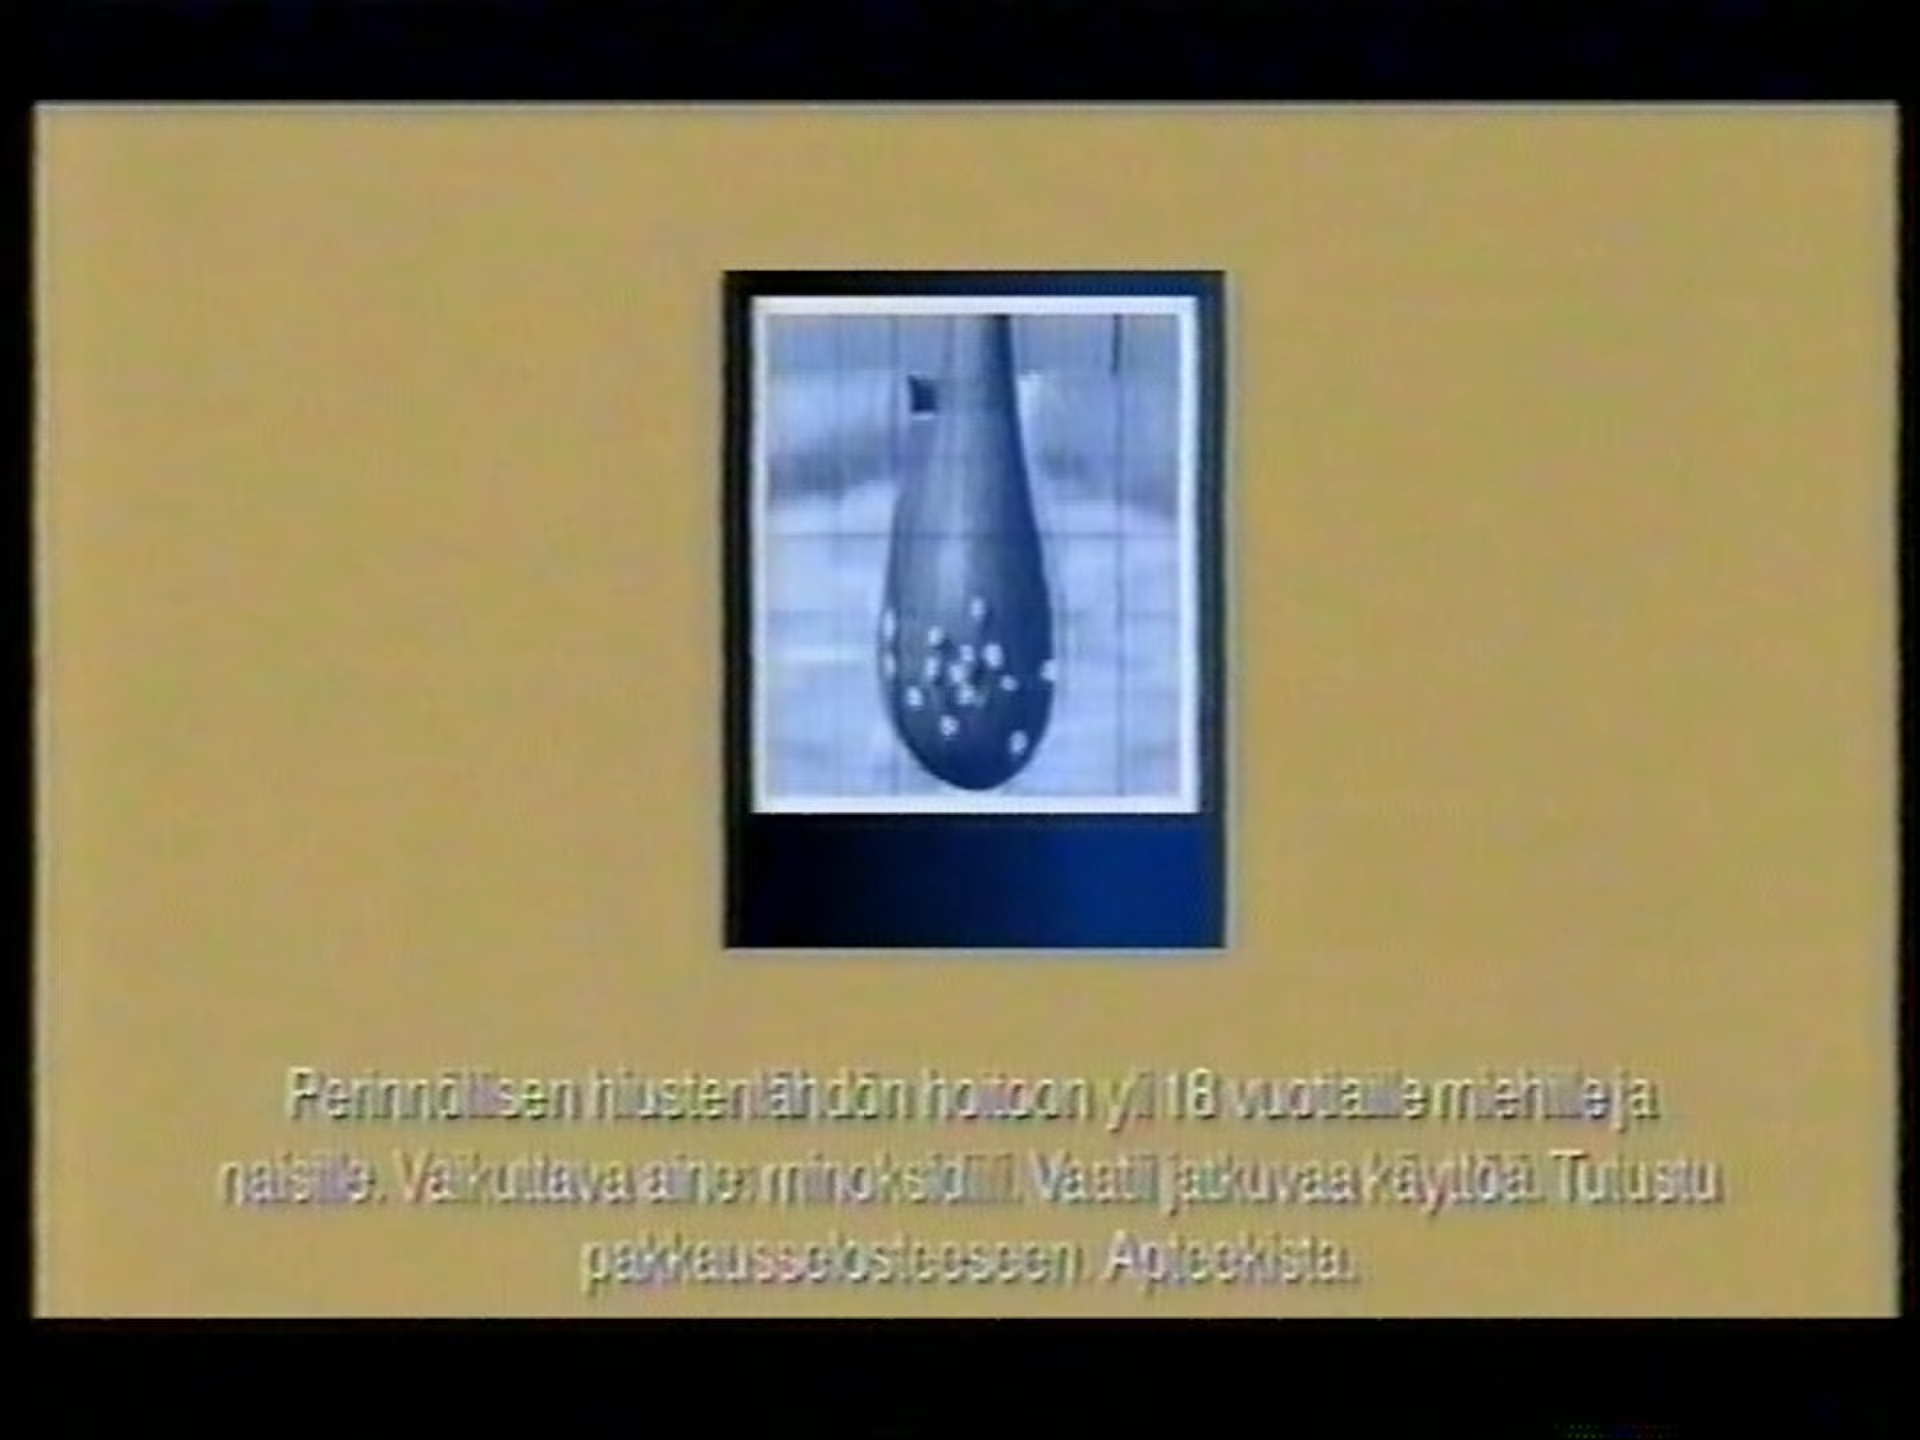 Perinnöllisen hiustenlähdön hoitoon yli 18 vuotiaille miehille ja
naisille. Vaikuttava aine: minoksidiili. Vaatii jatkuvaa käyttöä. Tutustu
pakkausselosteeseen. Apteekista.